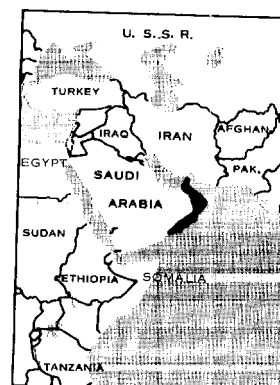 U. S. S. R.
TURKEY
IRAQ
IRAN
AFGHAN.
EGYPT
SAUDI
PAK.
ARABIA
SUDAN
ETHIOPIA
SOMALIA
TANZANIA